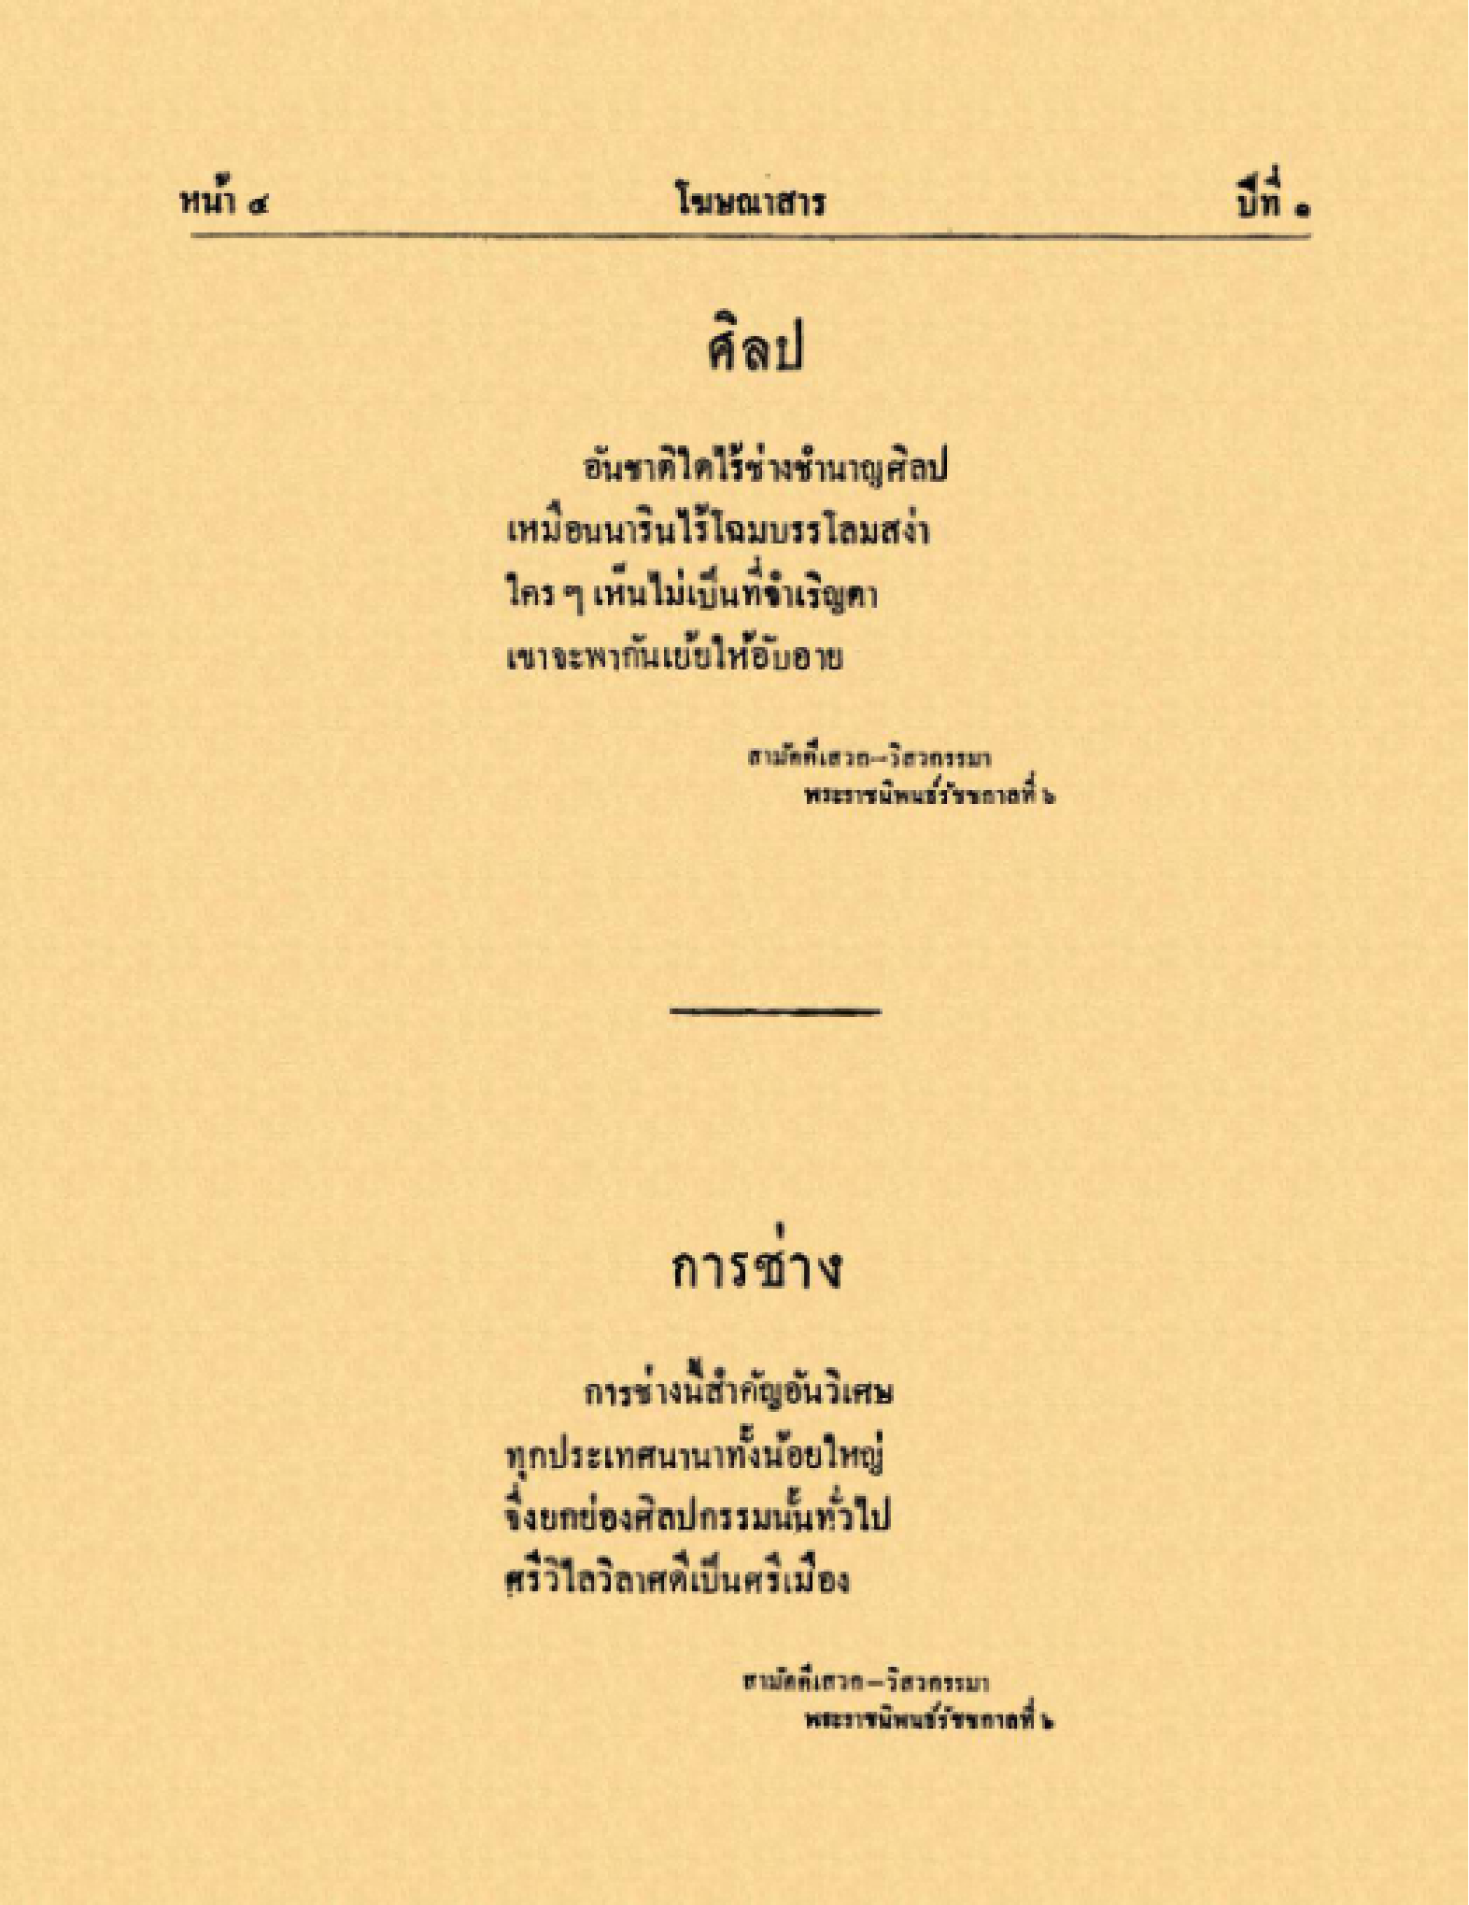 หน้า ๔ โฆษณาสาร ปีที่ ๑
ศิลป
อันชาติใดไร้ช่างชำนาญศิลป
เหมือนนารินไร้โฉมบรรโลมสง่า
ใคร ๆ เห็นไม่เป็นที่จำเริญตา
เขาจะพากันเย้ยให้อับอาย
สามัคคีเสวก—วิสวกรรมา
พระราชนิพนธ์รัชชกาลที่ ๖
การช่าง
การช่างนี้สำคัญอันวิเศษ
ทุกประเทศนานาทั้งน้อยใหญ่
จึ่งยกย่องศิลปกรรมนั้นทั่วไป
ศรีวิไลวิลาศดีเป็นศรีเมือง
สามัคคีเสวก—วิสวกรรมา
พระราชนิพนธ์รัชชกาลที่ ๖